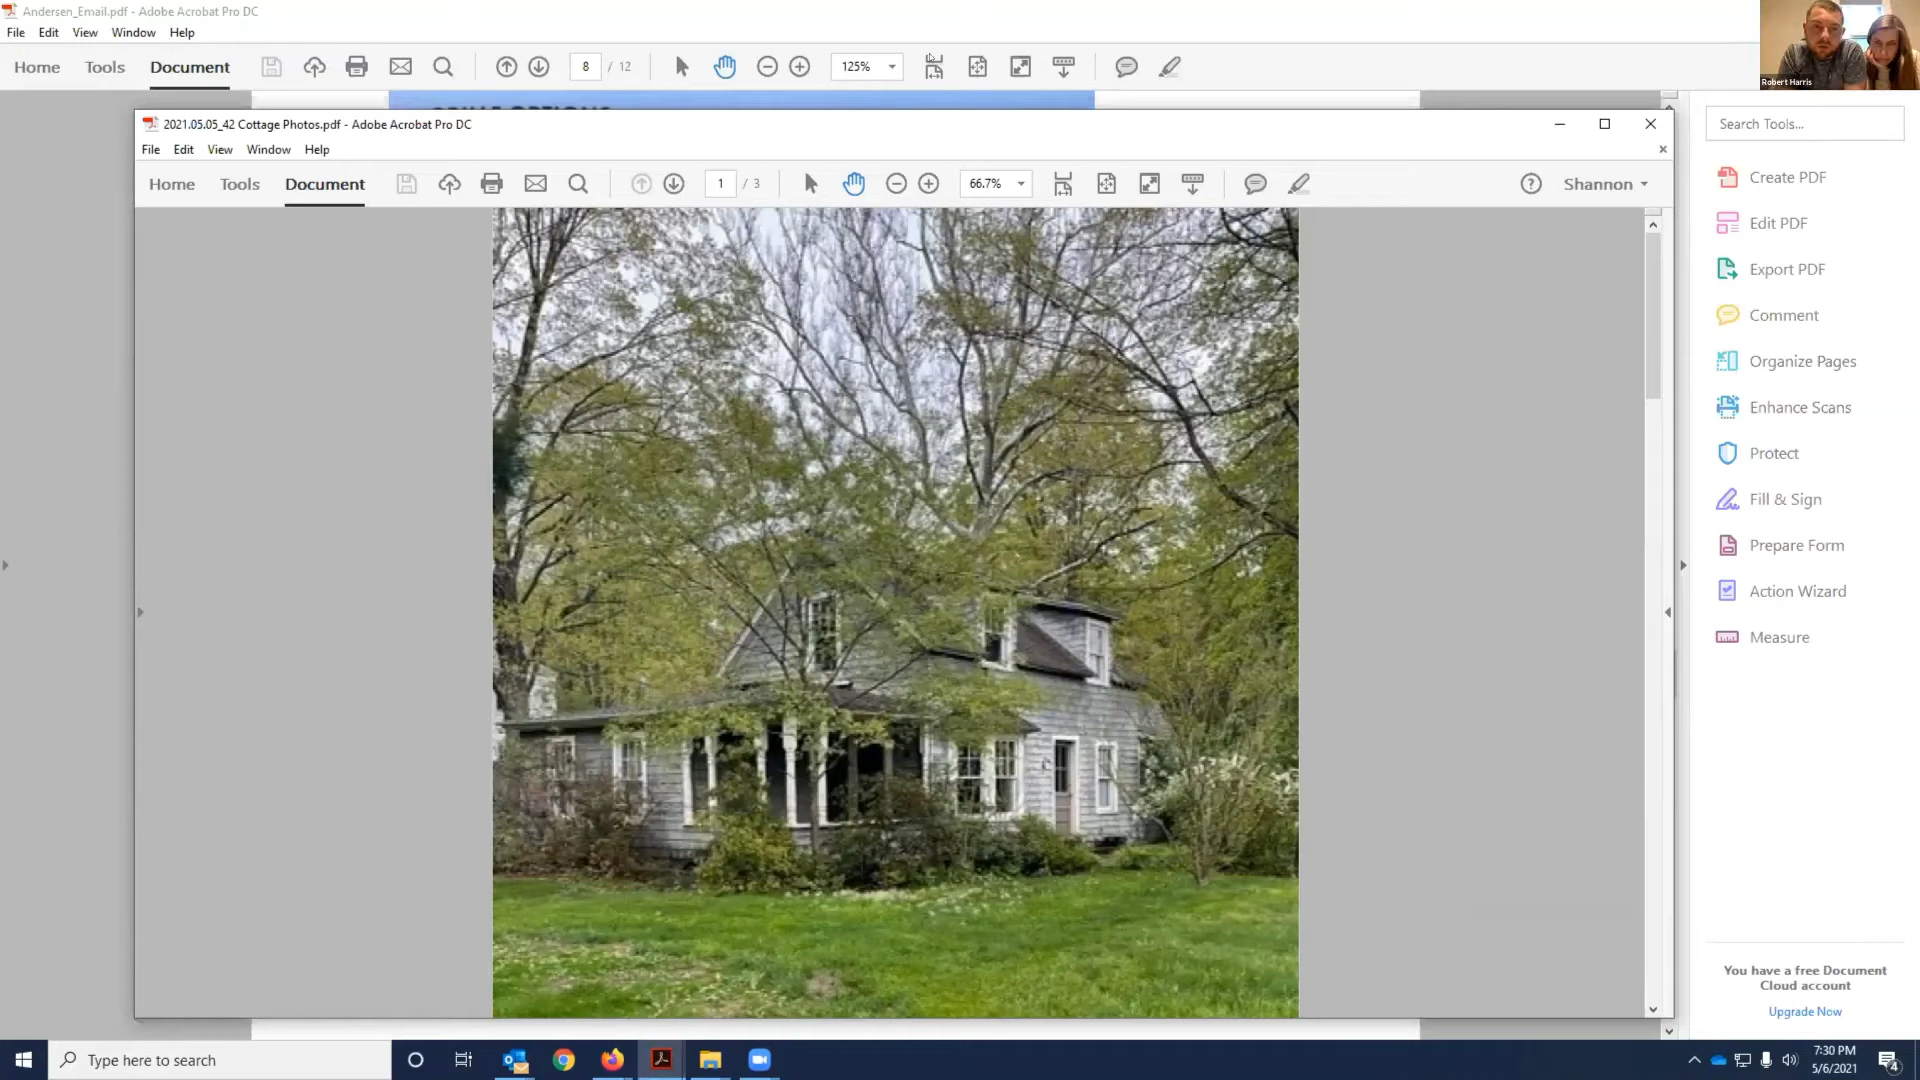 Andersen_Email.pdf - Adobe Acrobat Pro DC
File Edit View Window Help
Home Tools Document 8 / 12 125%
Robert Harris
2021.05.05_42 Cottage Photos.pdf - Adobe Acrobat Pro DC
File Edit View Window Help
Home Tools Document 1 / 3 66.7% Shannon
Search Tools...
Create PDF
Edit PDF
Export PDF
Comment
Organize Pages
Enhance Scans
Protect
Fill & Sign
Prepare Form
Action Wizard
Measure
You have a free Document
Cloud account
Upgrade Now
Type here to search
7:30 PM
5/6/2021
4